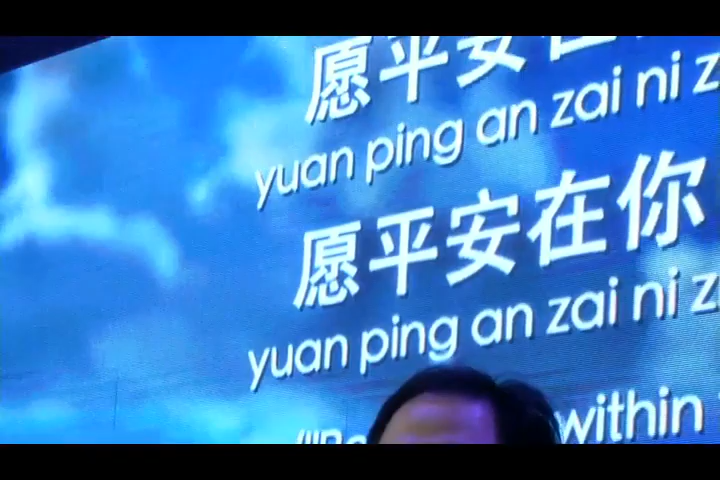 愿平安在
yuan ping an zai ni
愿平安在你
yuan ping an zai ni
within